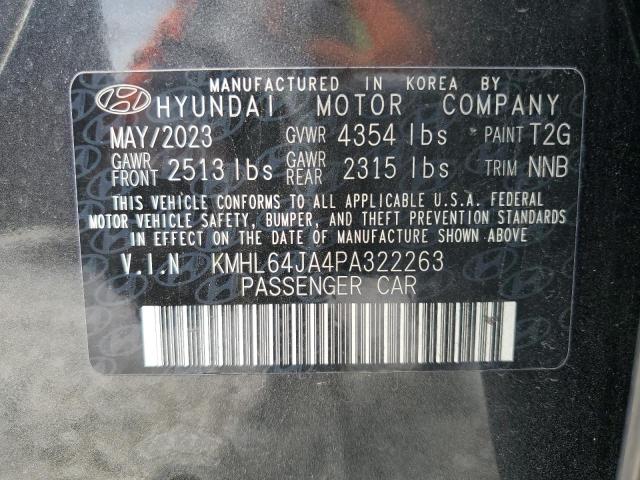 MANUFACTURED IN KOREA BY
HYUNDAI MOTOR COMPANY
MAY/2023 GVWR 4354 lbs PAINT T2G
GAWR FRONT 2513 lbs GAWR REAR 2315 lbs TRIM NNB
THIS VEHICLE CONFORMS TO ALL APPLICABLE U.S.A. FEDERAL
MOTOR VEHICLE SAFETY, BUMPER, AND THEFT PREVENTION STANDARDS
IN EFFECT ON THE DATE OF MANUFACTURE SHOWN ABOVE.
V.I.N KMHL64JA4PA322263
PASSENGER CAR